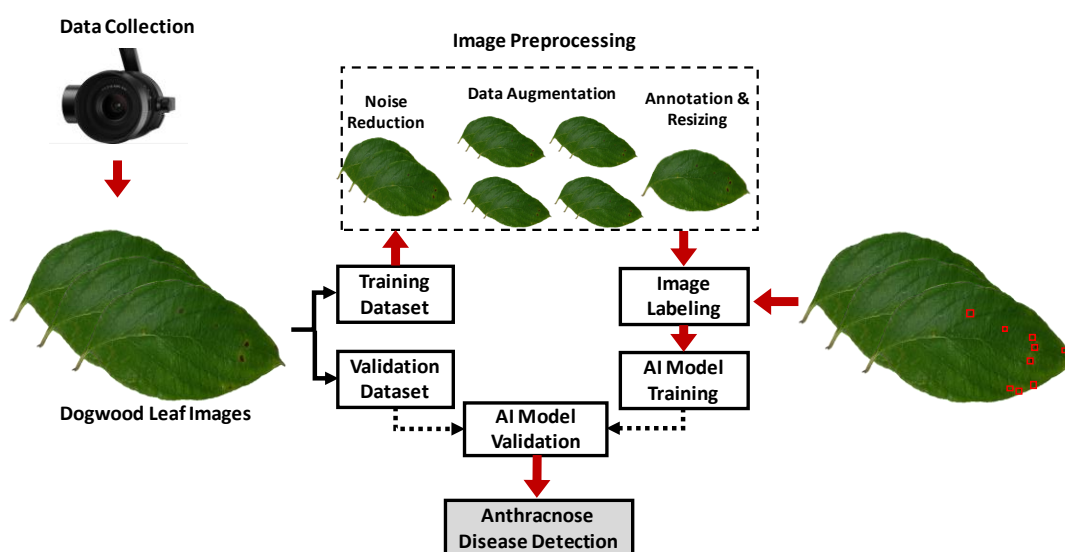 Data Collection
Image Preprocessing
Noise
Reduction
Data Augmentation
Annotation &
Resizing
Training
Dataset
Image
Labeling
Validation
Dataset
AI Model
Training
Dogwood Leaf Images
AI Model
Validation
Anthracnose
Disease Detection